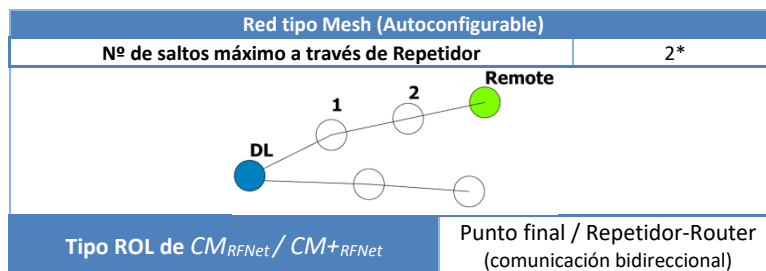 Red tipo Mesh (Autoconfigurable)
Nº de saltos máximo a través de Repetidor 2*
Remote
2
1
DL
Tipo ROL de CMRFNet / CM+RFNet
Punto final / Repetidor-Router
(comunicación bidireccional)